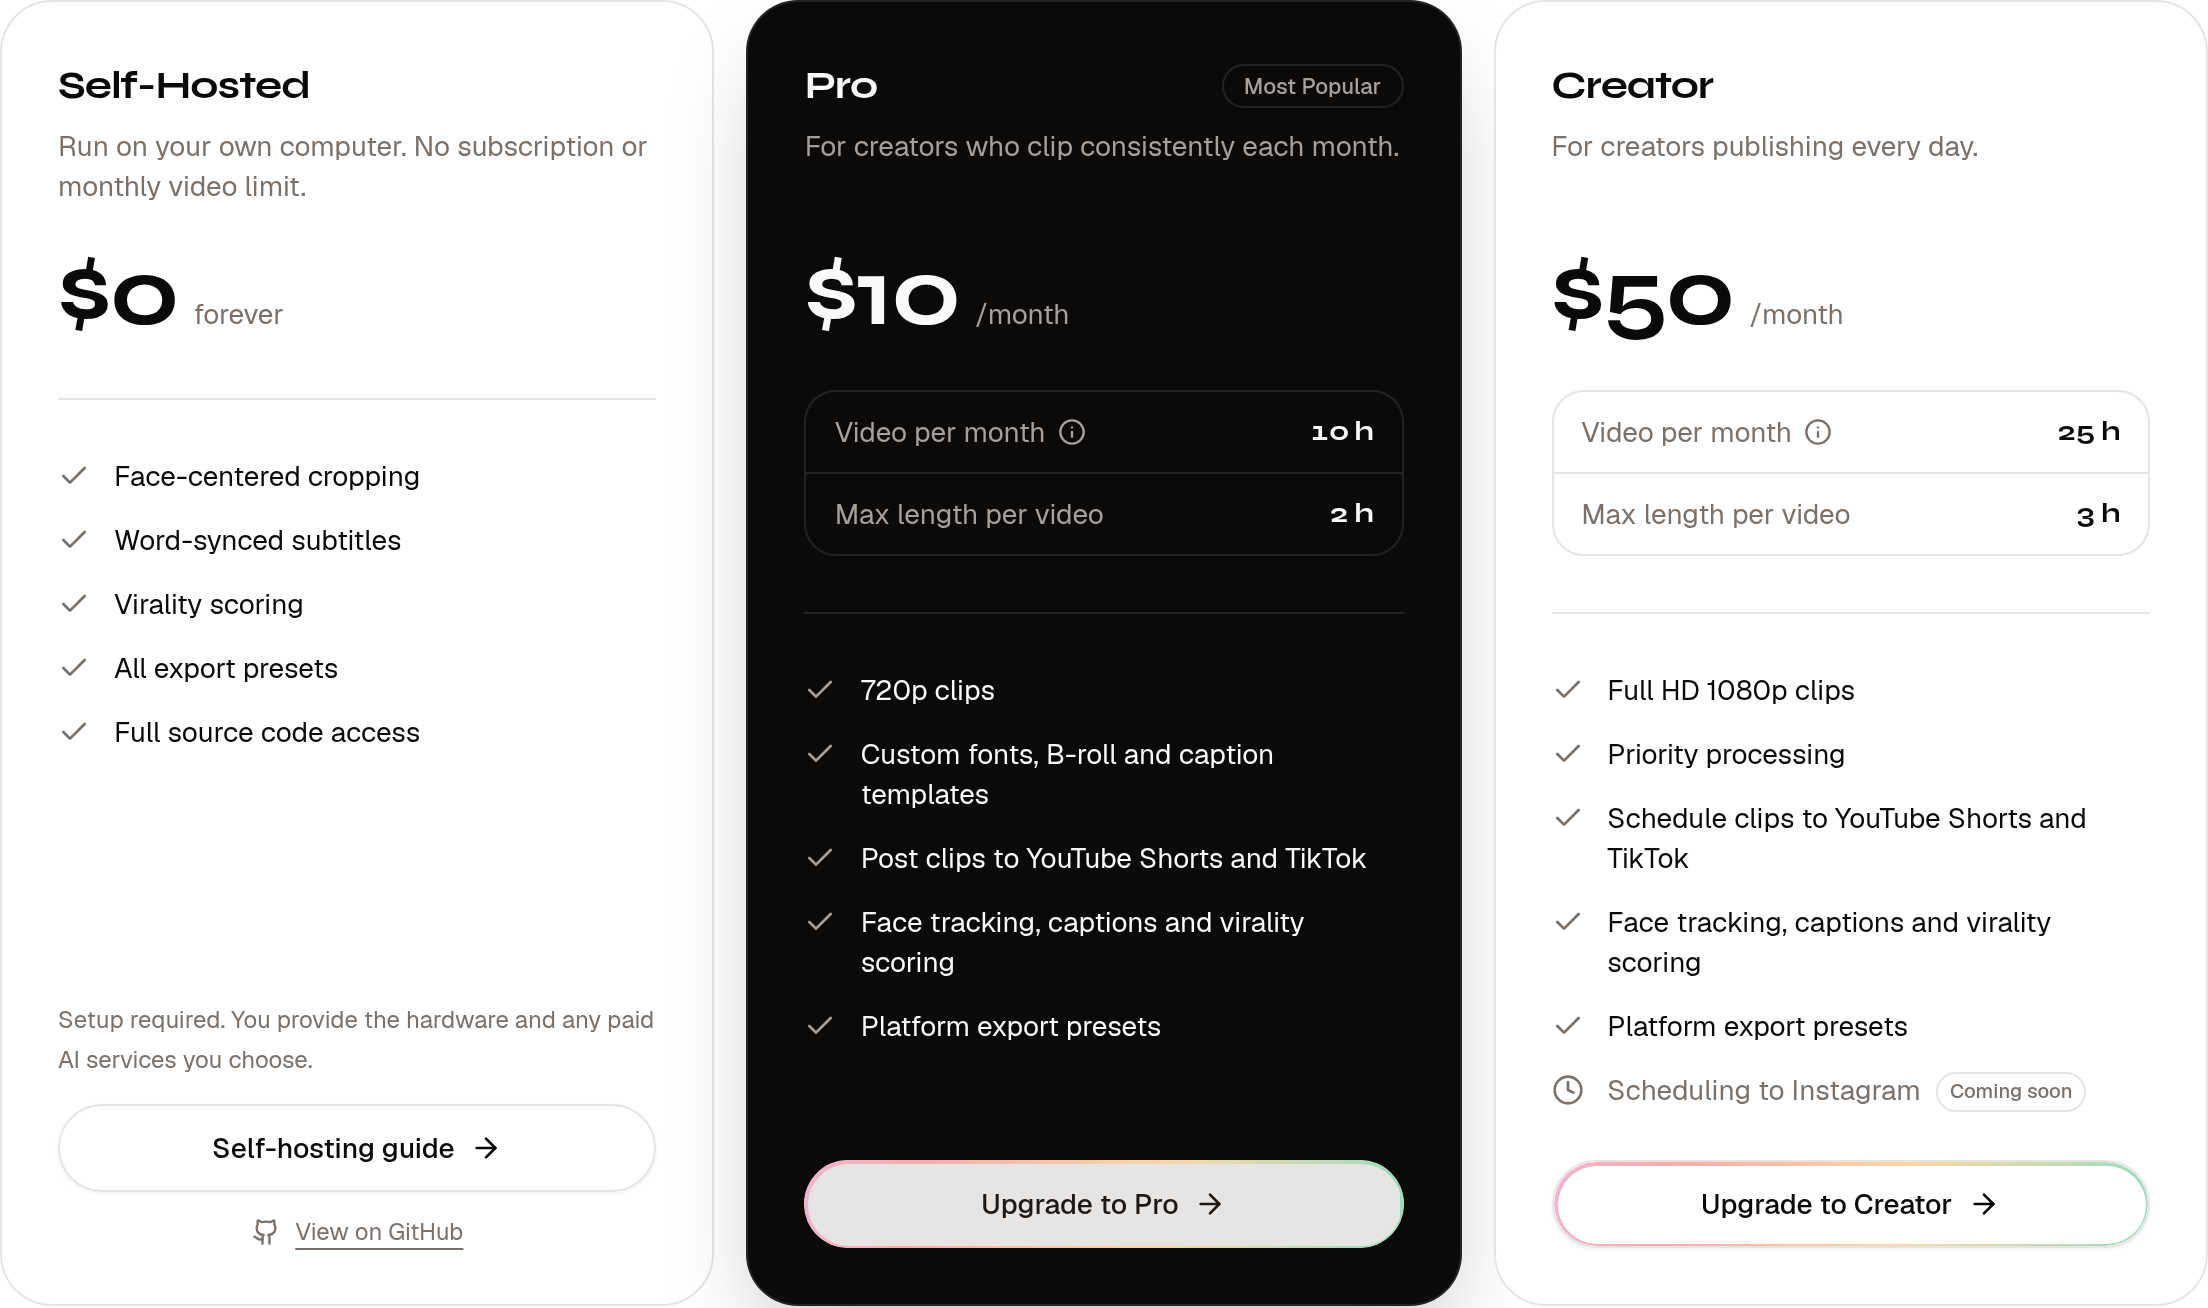 Self-Hosted
Run on your own computer. No subscription or
monthly video limit.
$0 forever
Face-centered cropping
Word-synced subtitles
Virality scoring
All export presets
Full source code access
Setup required. You provide the hardware and any paid
AI services you choose.
Self-hosting guide
View on GitHub
Pro
Most Popular
For creators who clip consistently each month.
$10 /month
Video per month 10 h
Max length per video 2 h
720p clips
Custom fonts, B-roll and caption
templates
Post clips to YouTube Shorts and TikTok
Face tracking, captions and virality
scoring
Platform export presets
Upgrade to Pro
Creator
For creators publishing every day.
$50 /month
Video per month 25 h
Max length per video 3 h
Full HD 1080p clips
Priority processing
Schedule clips to YouTube Shorts and
TikTok
Face tracking, captions and virality
scoring
Platform export presets
Scheduling to Instagram Coming soon
Upgrade to Creator